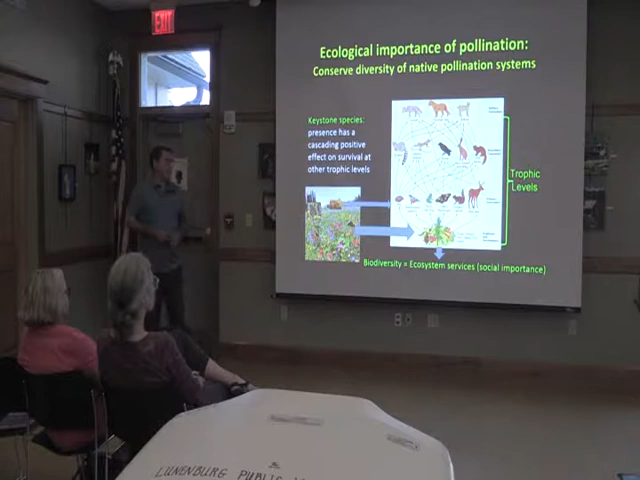 EXIT
Ecological importance of pollination:
Conserve diversity of native pollination systems
Keystone species:
presence has a
cascading positive
effect on survival at
other trophic levels
Trophic
Levels
Biodiversity = Ecosystem services (social importance)
LUNENBURG PUBLIC